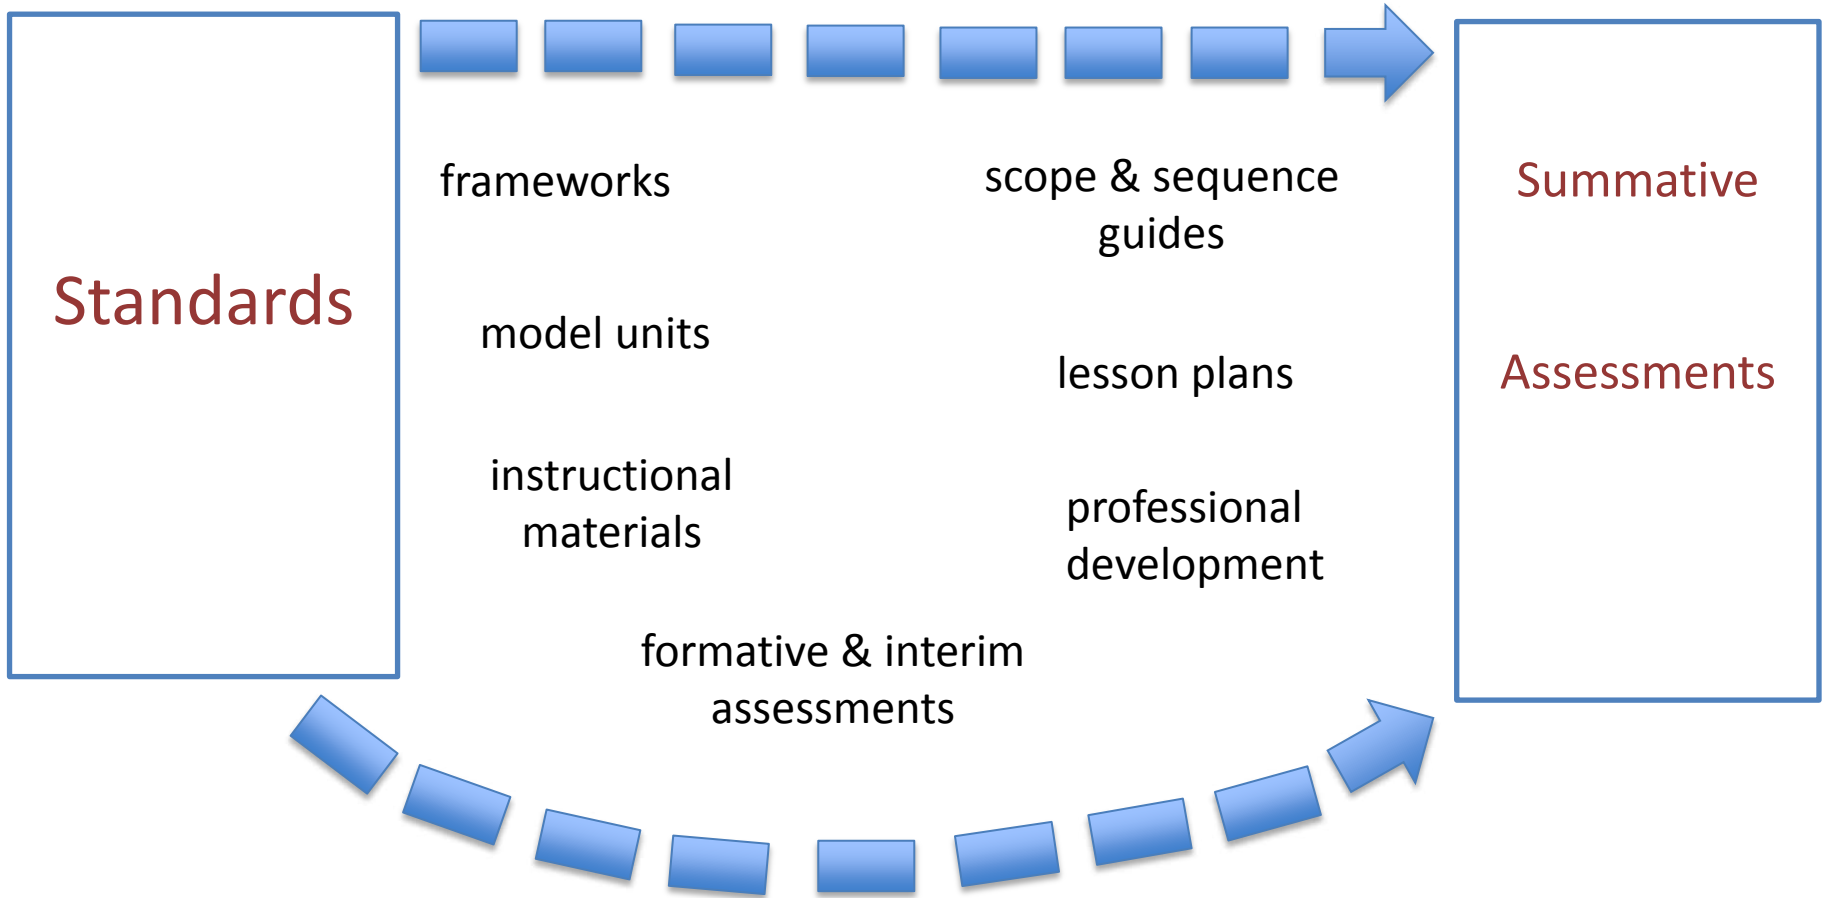 Standards
frameworks
model units
instructional
materials
formative & interim
assessments
scope & sequence
guides
lesson plans
professional
development
Summative
Assessments